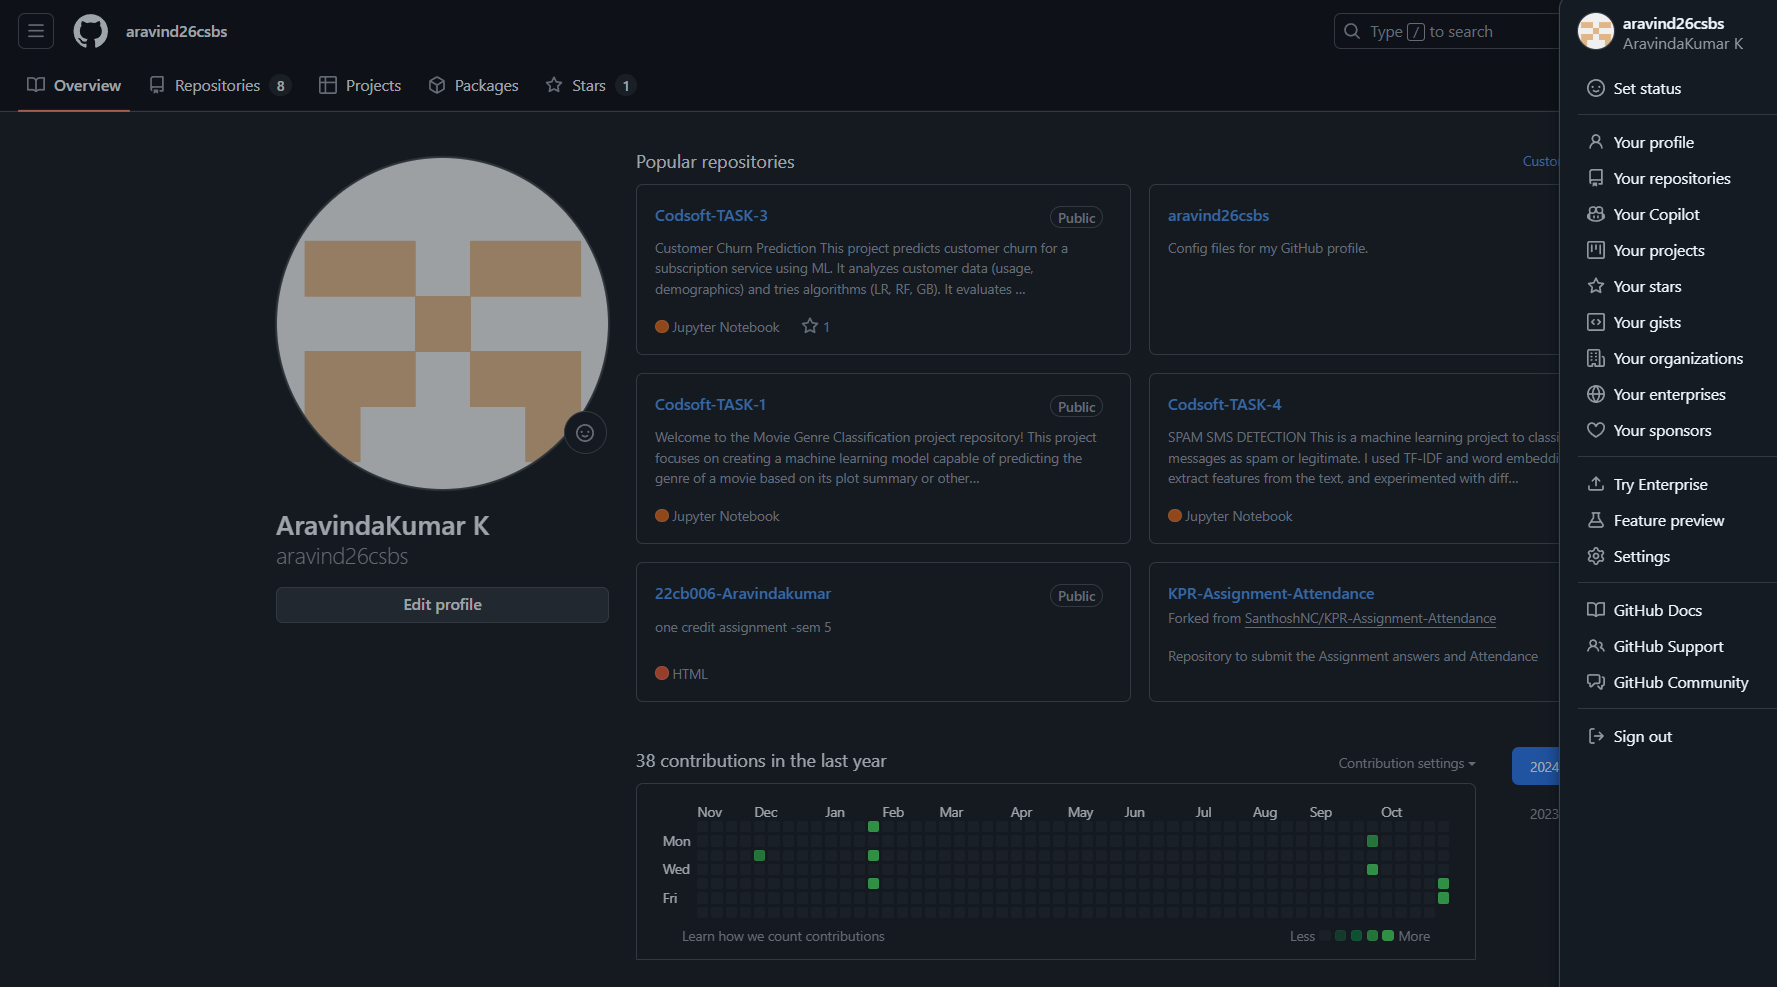 aravind26csbs
Type / to search
Overview
Repositories 8
Projects
Packages
Stars 1
AravindaKumar K
aravind26csbs
Edit profile
Popular repositories
Custo
Codsoft-TASK-3
Public
Customer Churn Prediction This project predicts customer churn for a
subscription service using ML. It analyzes customer data (usage,
demographics) and tries algorithms (LR, RF, GB). It evaluates ...
Jupyter Notebook 1
aravind26csbs
Config files for my GitHub profile.
Codsoft-TASK-1
Public
Welcome to the Movie Genre Classification project repository! This project
focuses on creating a machine learning model capable of predicting the
genre of a movie based on its plot summary or other...
Jupyter Notebook
Codsoft-TASK-4
SPAM SMS DETECTION This is a machine learning project to classi
messages as spam or legitimate. I used TF-IDF and word embeddi
extract features from the text, and experimented with diff...
Jupyter Notebook
22cb006-Aravindakumar
Public
one credit assignment -sem 5
HTML
KPR-Assignment-Attendance
Forked from SanthoshNC/KPR-Assignment-Attendance
Repository to submit the Assignment answers and Attendance
38 contributions in the last year
Contribution settings
2024
2023
Nov Dec Jan Feb Mar Apr May Jun Jul Aug Sep Oct
Mon
Wed
Fri
Learn how we count contributions
Less More
aravind26csbs
AravindaKumar K
Set status
Your profile
Your repositories
Your Copilot
Your projects
Your stars
Your gists
Your organizations
Your enterprises
Your sponsors
Try Enterprise
Feature preview
Settings
GitHub Docs
GitHub Support
GitHub Community
Sign out